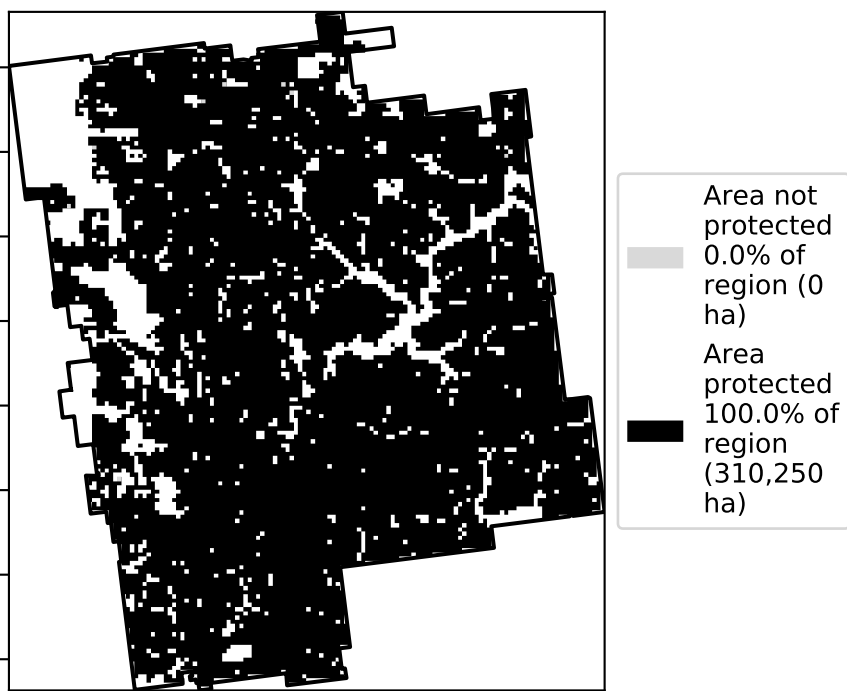 Area not
protected
0.0% of
region (0
ha)
Area
protected
100.0% of
region
(310,250
ha)